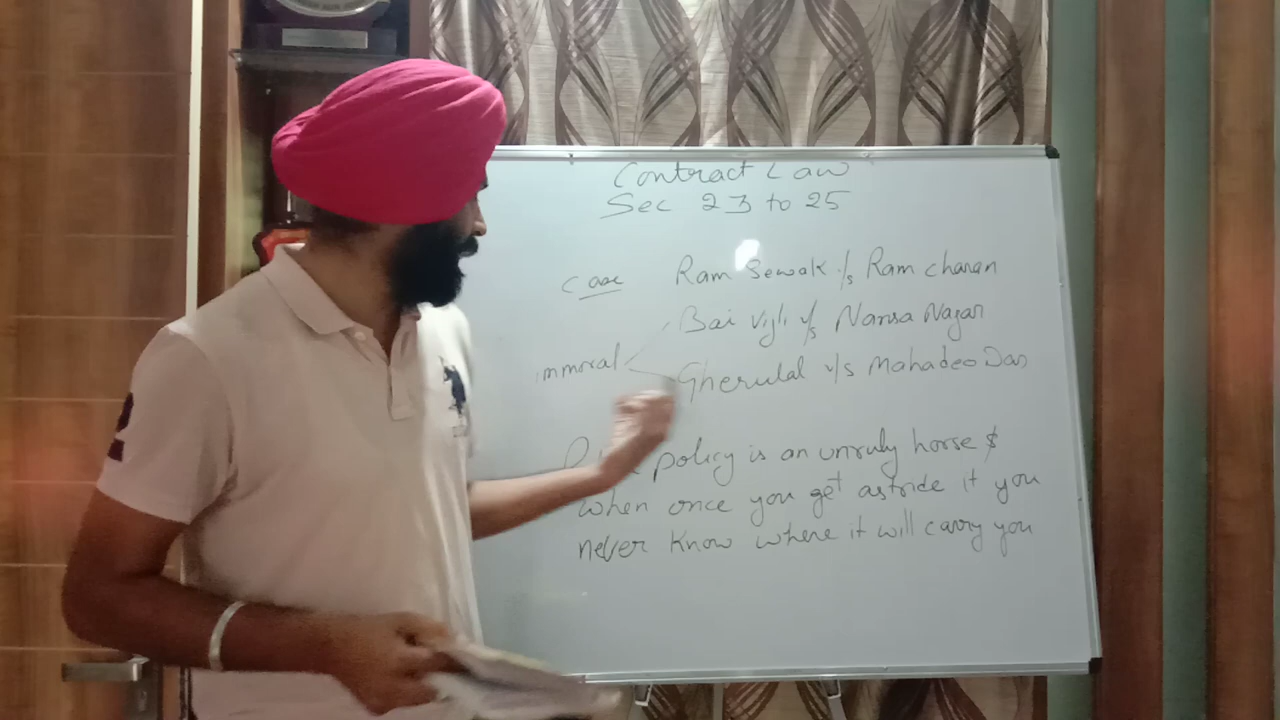 Contract Law
Sec 23 to 25
case Ram Sewak v/s Ram charan
Bai Vijli v/s Nansa Nagar
immoral
Gherulal v/s Mahadeo Das
policy is an unruly horse &
when once you get astride it you
never know where it will carry you